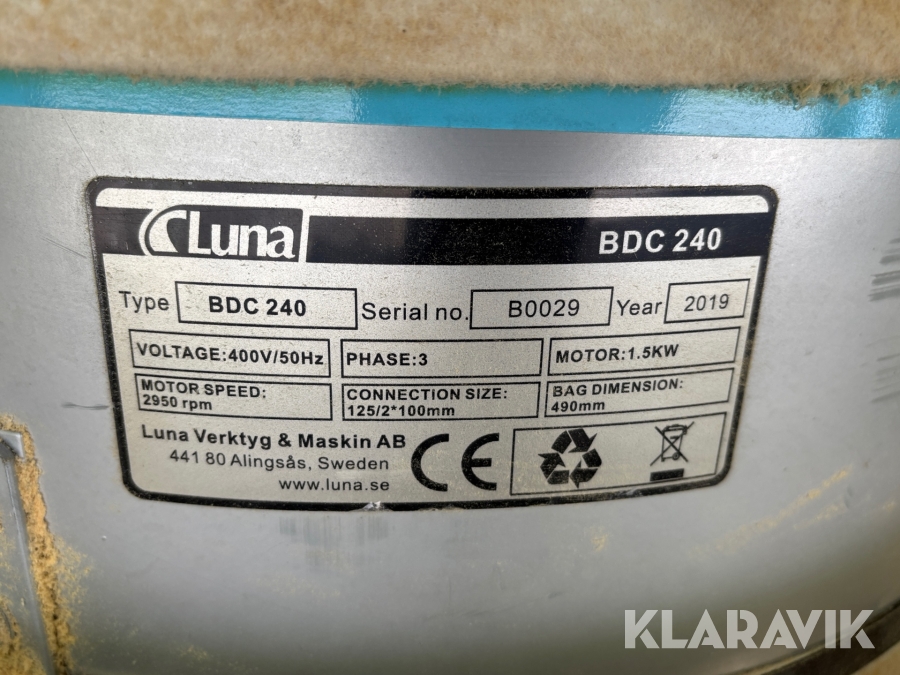 Luna
BDC 240
Type BDC 240 Serial no. B0029 Year 2019
VOLTAGE:400V/50Hz PHASE:3 MOTOR:1.5KW
MOTOR SPEED: CONNECTION SIZE: BAG DIMENSION:
2950 rpm 125/2*100mm 490mm
Luna Verktyg & Maskin AB
441 80 Alingsås, Sweden
www.luna.se
CE
KLARAVIK